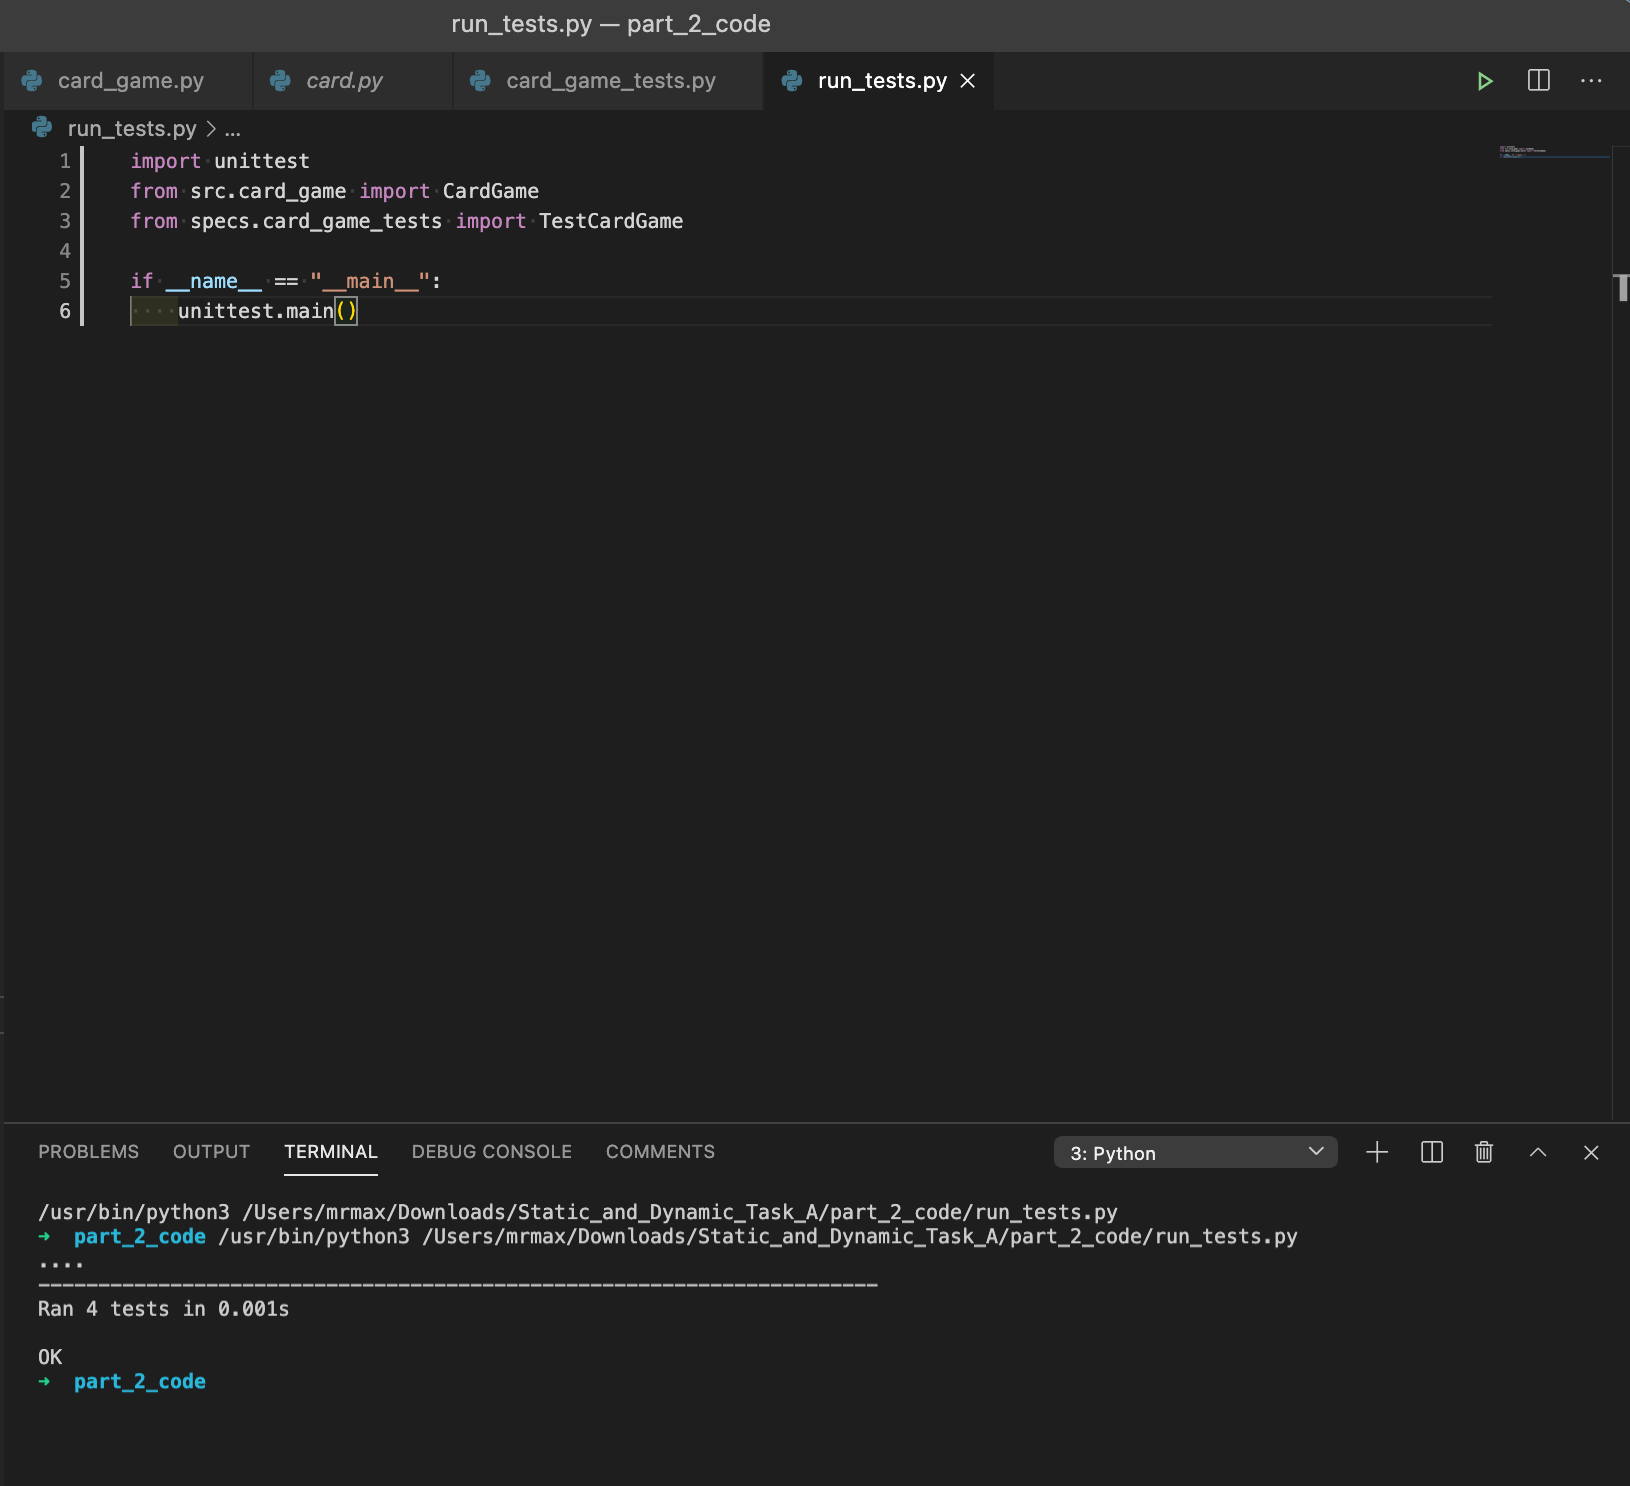 run_tests.py — part_2_code
card_game.py card.py card_game_tests.py run_tests.py
run_tests.py > ...
1 import unittest
2 from src.card_game import CardGame
3 from specs.card_game_tests import TestCardGame
4
5 if __name__ == "__main__":
6 unittest.main()
PROBLEMS OUTPUT TERMINAL DEBUG CONSOLE COMMENTS 3: Python
/usr/bin/python3 /Users/mrmax/Downloads/Static_and_Dynamic_Task_A/part_2_code/run_tests.py
➜ part_2_code /usr/bin/python3 /Users/mrmax/Downloads/Static_and_Dynamic_Task_A/part_2_code/run_tests.py
....
----------------------------------------------------------------------
Ran 4 tests in 0.001s
OK
➜ part_2_code